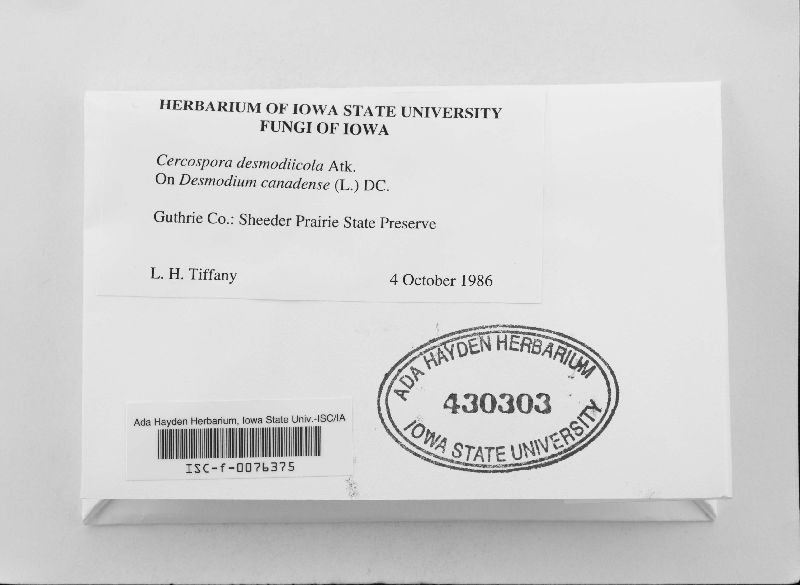 HERBARIUM OF IOWA STATE UNIVERSITY
FUNGI OF IOWA
Cercospora desmodiicola Atk.
On Desmodium canadense (L.) DC.
Guthrie Co.: Sheeder Prairie State Preserve
L. H. Tiffany 4 October 1986
ADA HAYDEN HERBARIUM
430303
IOWA STATE UNIVERSITY
Ada Hayden Herbarium, Iowa State Univ.-ISC/IA
ISC-f-0076375